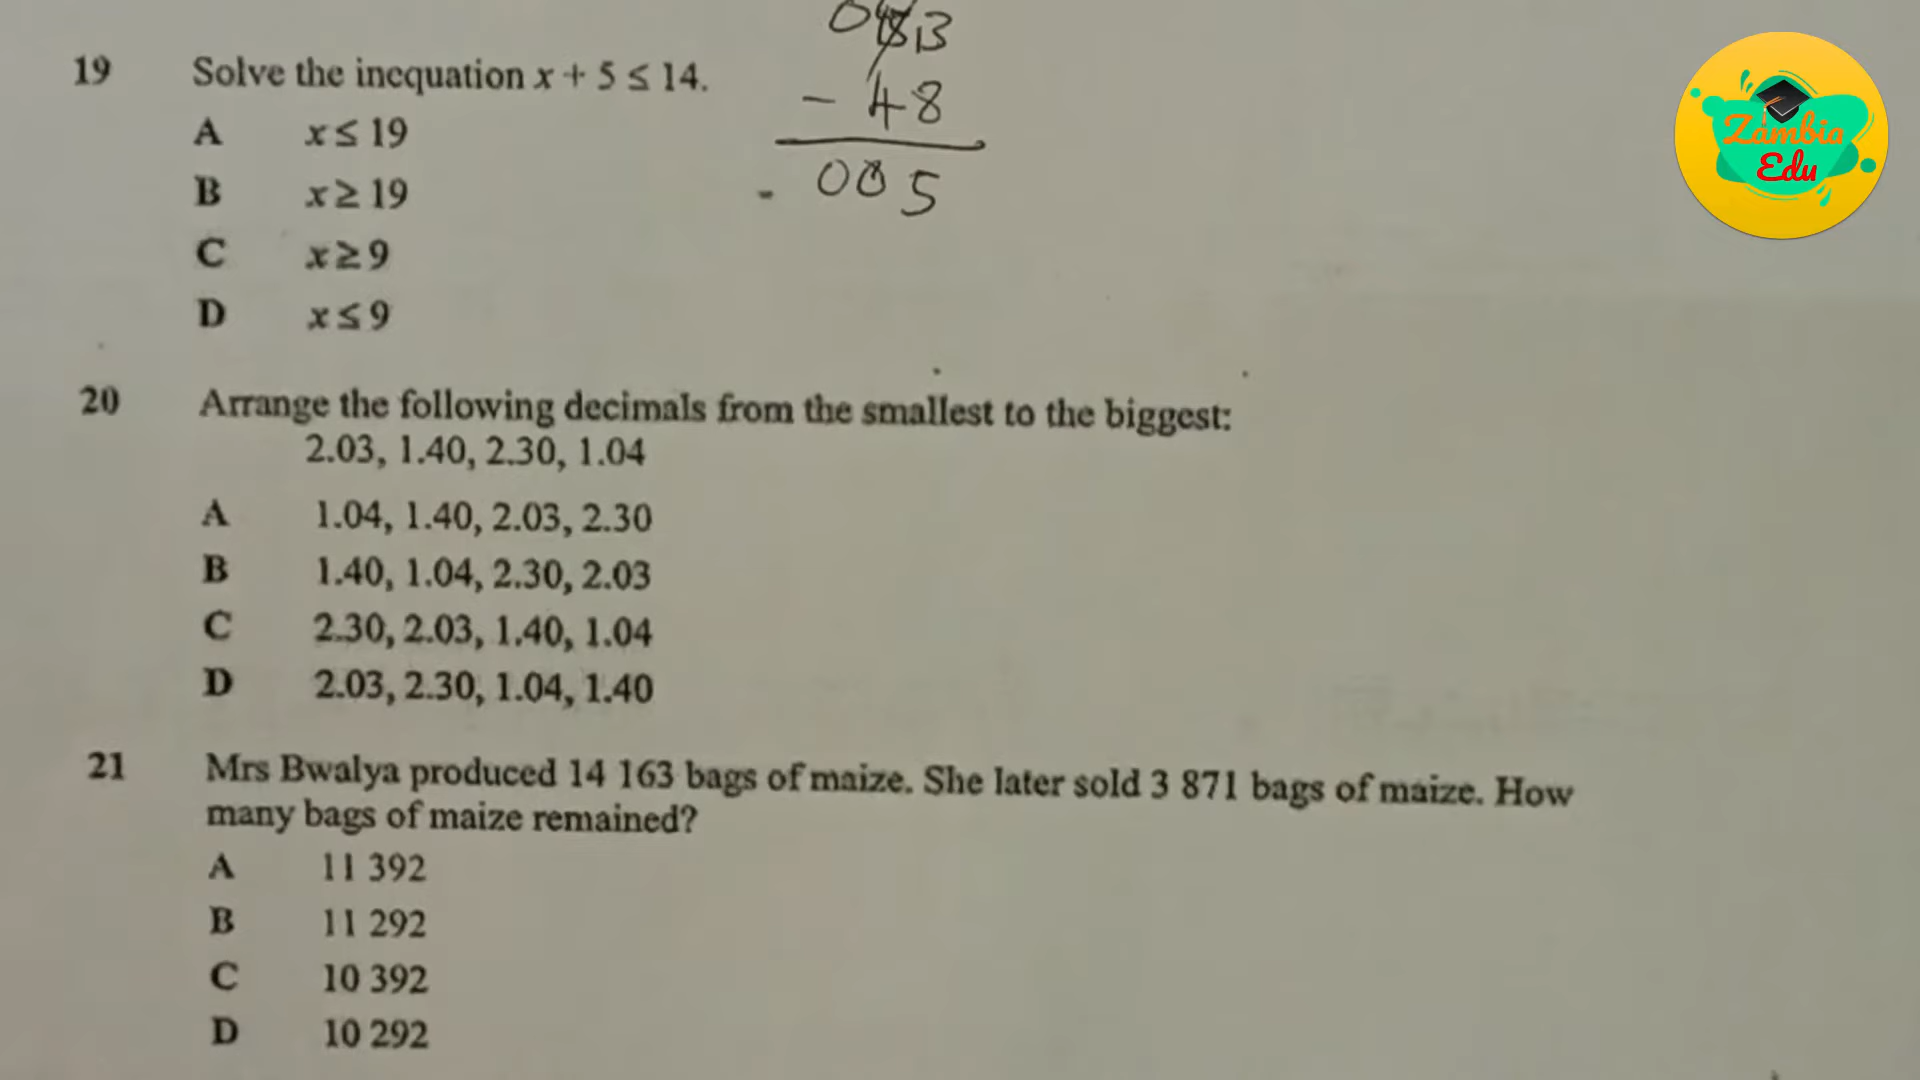 19 Solve the inequation x + 5 ≤ 14.
A x ≤ 19
B x ≥ 19
C x ≥ 9
D x ≤ 9
- 48
005
Zambia
Edu
20 Arrange the following decimals from the smallest to the biggest:
2.03, 1.40, 2.30, 1.04
A 1.04, 1.40, 2.03, 2.30
B 1.40, 1.04, 2.30, 2.03
C 2.30, 2.03, 1.40, 1.04
D 2.03, 2.30, 1.04, 1.40
21 Mrs Bwalya produced 14 163 bags of maize. She later sold 3 871 bags of maize. How
many bags of maize remained?
A 11 392
B 11 292
C 10 392
D 10 292